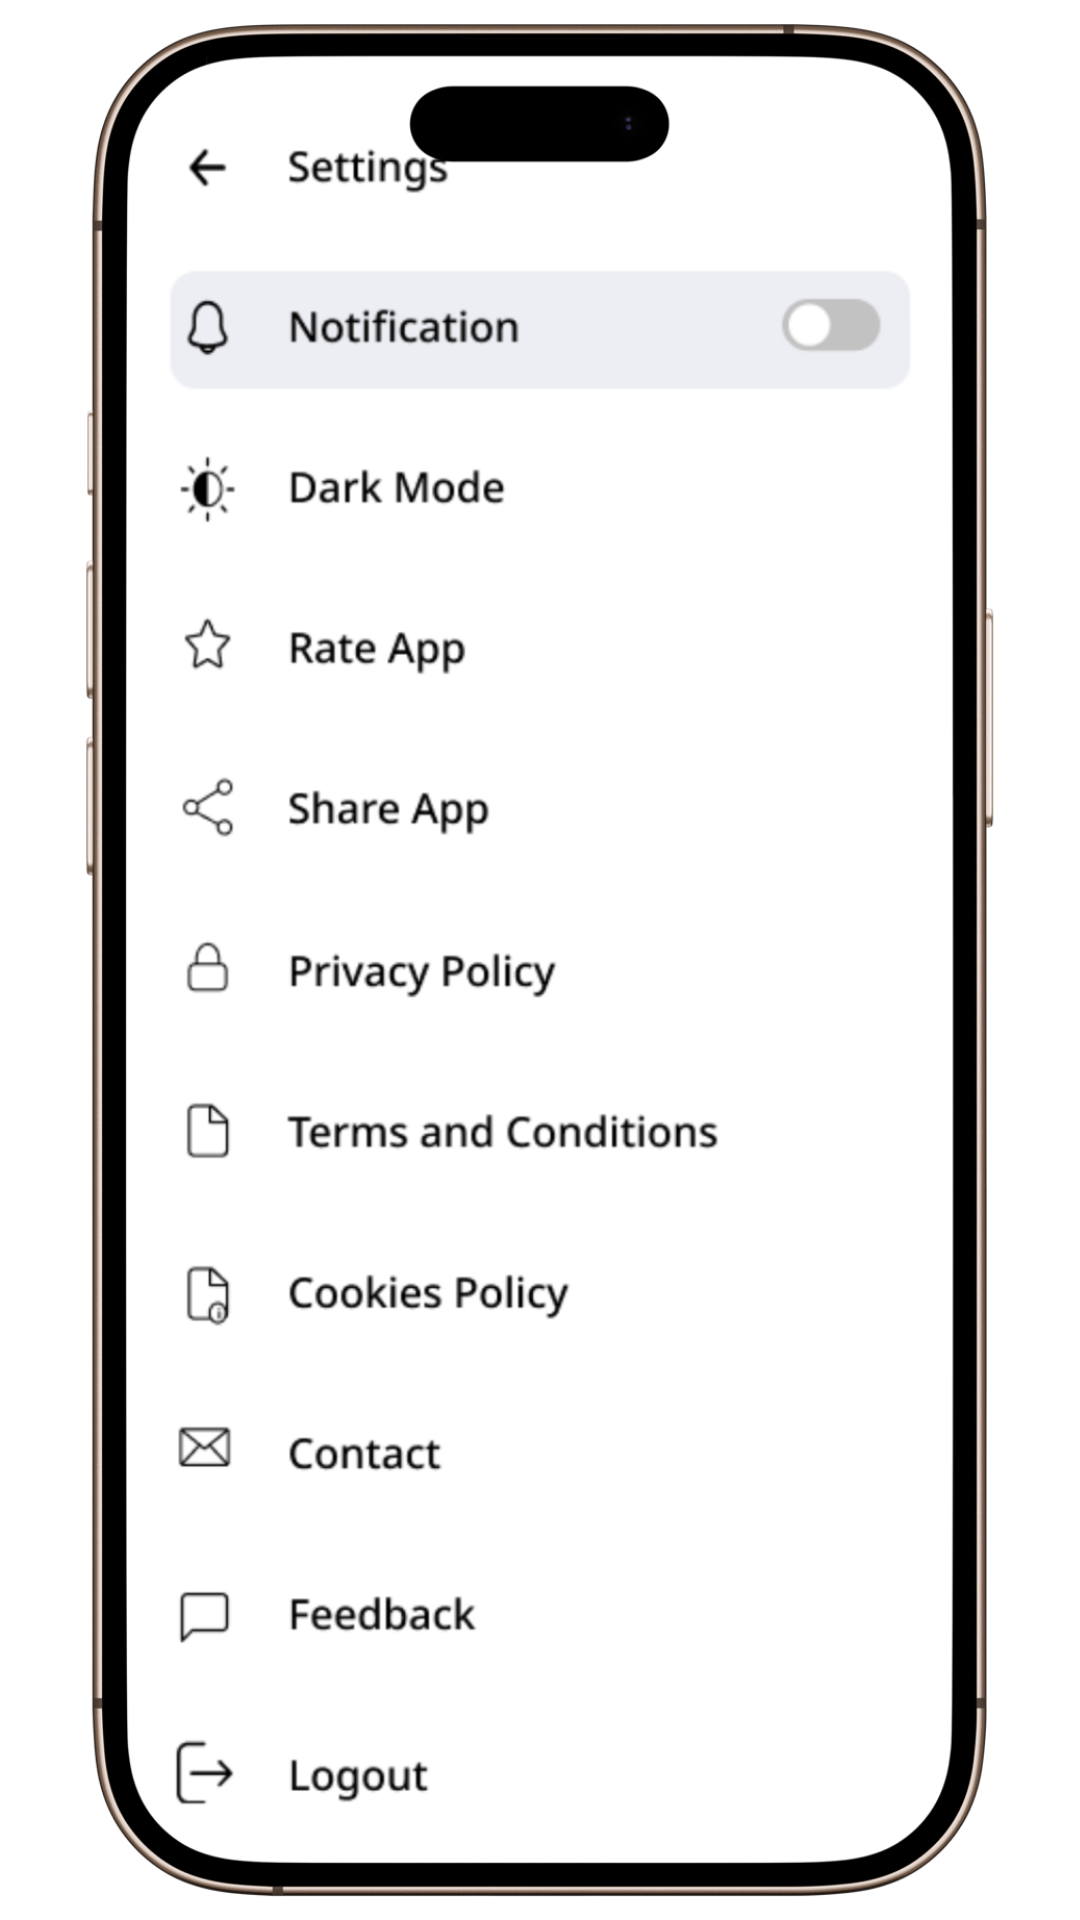 Settings
Notification
Dark Mode
Rate App
Share App
Privacy Policy
Terms and Conditions
Cookies Policy
Contact
Feedback
Logout